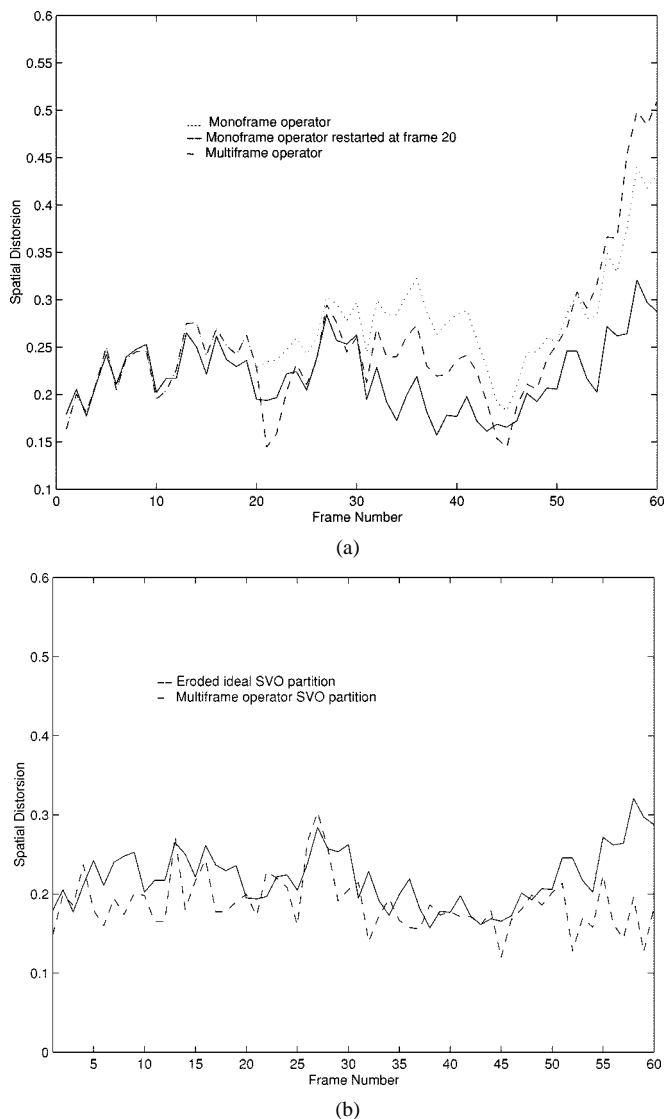 0.6
0.55
0.5
0.45
0.4
0.35
0.3
0.25
0.2
0.15
0.1
Spatial Distorsion
Monoframe operator
Monoframe operator restarted at frame 20
Multiframe operator
0 10 20 30 40 50 60
Frame Number
(a)
0.6
0.5
0.4
0.3
0.2
0.1
0
Spatial Distorsion
Eroded ideal SVO partition
Multiframe operator SVO partition
5 10 15 20 25 30 35 40 45 50 55 60
Frame Number
(b)